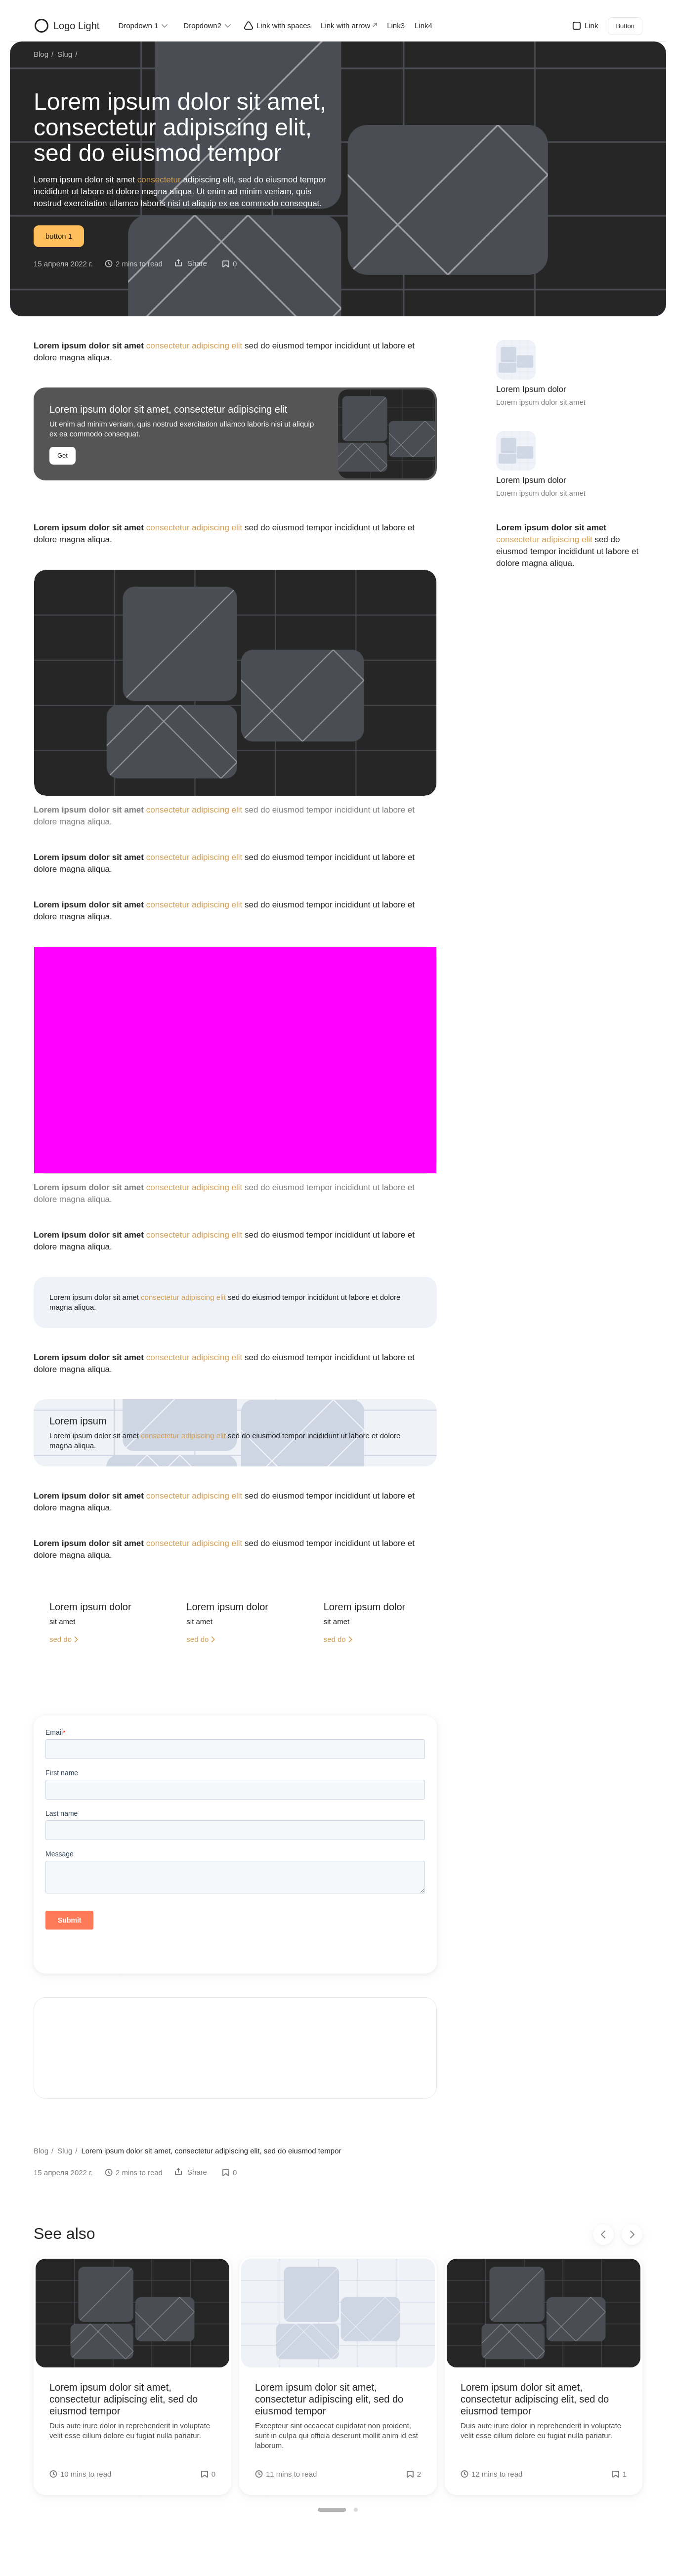 Logo Light Dropdown 1 Dropdown2 Link with spaces Link with arrow Link3 Link4 Link Button
Blog / Slug /
Lorem ipsum dolor sit amet,
consectetur adipiscing elit,
sed do eiusmod tempor
Lorem ipsum dolor sit amet consectetur adipiscing elit, sed do eiusmod tempor
incididunt ut labore et dolore magna aliqua. Ut enim ad minim veniam, quis
nostrud exercitation ullamco laboris nisi ut aliquip ex ea commodo consequat.
button 1
15 апреля 2022 г. 2 mins to read Share 0
Lorem ipsum dolor sit amet consectetur adipiscing elit sed do eiusmod tempor incididunt ut labore et
dolore magna aliqua.
Lorem ipsum dolor sit amet, consectetur adipiscing elit
Ut enim ad minim veniam, quis nostrud exercitation ullamco laboris nisi ut aliquip
ex ea commodo consequat.
Get
Lorem ipsum dolor sit amet consectetur adipiscing elit sed do eiusmod tempor incididunt ut labore et
dolore magna aliqua.
Lorem ipsum dolor sit amet consectetur adipiscing elit sed do eiusmod tempor incididunt ut labore et
dolore magna aliqua.
Lorem ipsum dolor sit amet consectetur adipiscing elit sed do eiusmod tempor incididunt ut labore et
dolore magna aliqua.
Lorem ipsum dolor sit amet consectetur adipiscing elit sed do eiusmod tempor incididunt ut labore et
dolore magna aliqua.
Lorem ipsum dolor sit amet consectetur adipiscing elit sed do eiusmod tempor incididunt ut labore et
dolore magna aliqua.
Lorem ipsum dolor sit amet consectetur adipiscing elit sed do eiusmod tempor incididunt ut labore et
dolore magna aliqua.
Lorem ipsum dolor sit amet consectetur adipiscing elit sed do eiusmod tempor incididunt ut labore et dolore
magna aliqua.
Lorem ipsum dolor sit amet consectetur adipiscing elit sed do eiusmod tempor incididunt ut labore et
dolore magna aliqua.
Lorem ipsum
Lorem ipsum dolor sit amet consectetur adipiscing elit sed do eiusmod tempor incididunt ut labore et dolore
magna aliqua.
Lorem ipsum dolor sit amet consectetur adipiscing elit sed do eiusmod tempor incididunt ut labore et
dolore magna aliqua.
Lorem ipsum dolor sit amet consectetur adipiscing elit sed do eiusmod tempor incididunt ut labore et
dolore magna aliqua.
Lorem ipsum dolor
sit amet
sed do
Lorem ipsum dolor
sit amet
sed do
Lorem ipsum dolor
sit amet
sed do
Email*
First name
Last name
Message
Submit
Lorem Ipsum dolor
Lorem ipsum dolor sit amet
Lorem Ipsum dolor
Lorem ipsum dolor sit amet
Lorem ipsum dolor sit amet
consectetur adipiscing elit sed do
eiusmod tempor incididunt ut labore et
dolore magna aliqua.
Blog / Slug / Lorem ipsum dolor sit amet, consectetur adipiscing elit, sed do eiusmod tempor
15 апреля 2022 г. 2 mins to read Share 0
See also
Lorem ipsum dolor sit amet,
consectetur adipiscing elit, sed do
eiusmod tempor
Duis aute irure dolor in reprehenderit in voluptate
velit esse cillum dolore eu fugiat nulla pariatur.
10 mins to read 0
Lorem ipsum dolor sit amet,
consectetur adipiscing elit, sed do
eiusmod tempor
Excepteur sint occaecat cupidatat non proident,
sunt in culpa qui officia deserunt mollit anim id est
laborum.
11 mins to read 2
Lorem ipsum dolor sit amet,
consectetur adipiscing elit, sed do
eiusmod tempor
Duis aute irure dolor in reprehenderit in voluptate
velit esse cillum dolore eu fugiat nulla pariatur.
12 mins to read 1